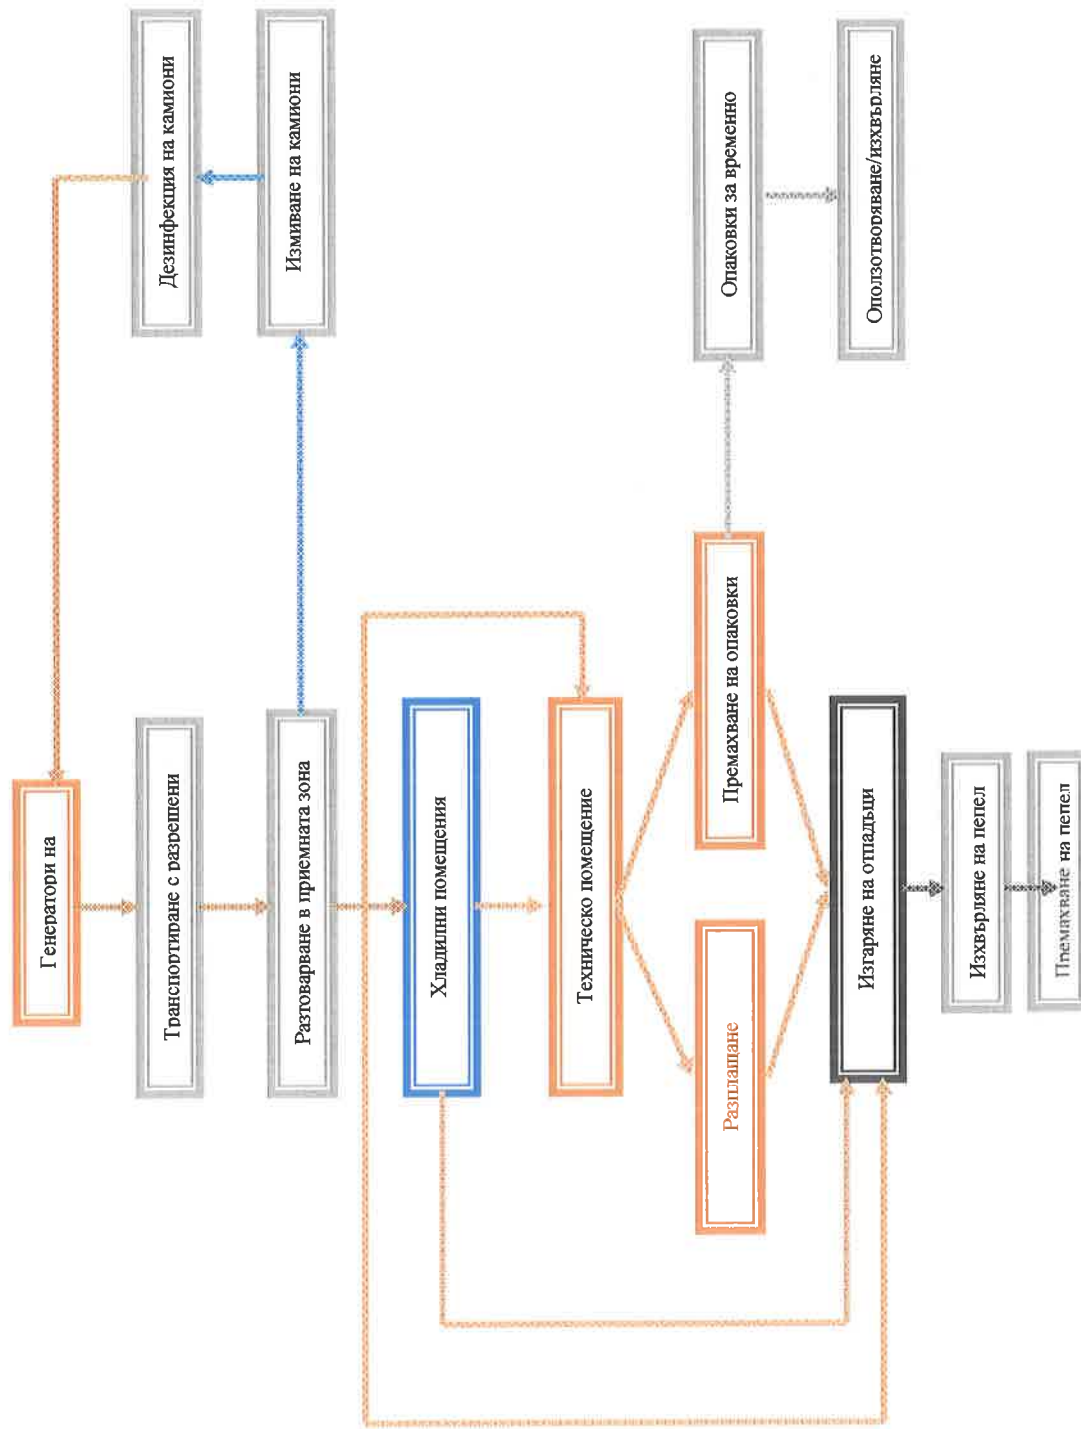 Генератори на
Транспортиране с разрешени
Разтоварване в приемната зона
Дезинфекция на камиони
Измиване на камиони
Хладилни помещения
Техническо помещение
Разплащане
Премахване на опаковки
Опаковки за временно
Оползотворяване/изхвърляне
Изгаряне на отпадъци
Изхвърляне на пепел
Премахване на пепел